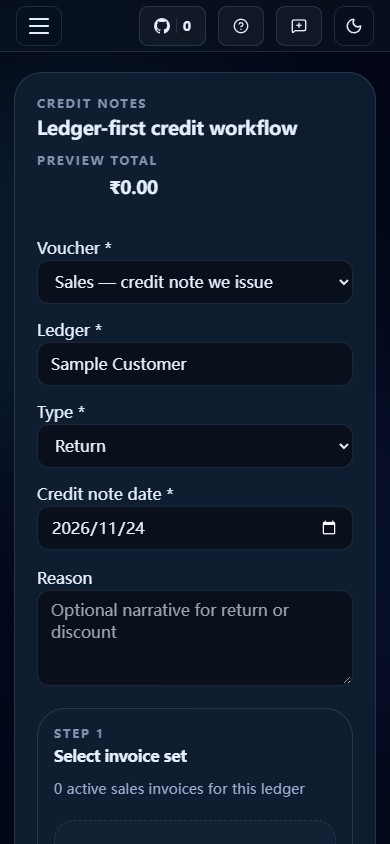 0
CREDIT NOTES
Ledger-first credit workflow
PREVIEW TOTAL
₹0.00
Voucher *
Sales — credit note we issue
Ledger *
Sample Customer
Type *
Return
Credit note date *
2026/11/24
Reason
Optional narrative for return or
discount
STEP 1
Select invoice set
0 active sales invoices for this ledger